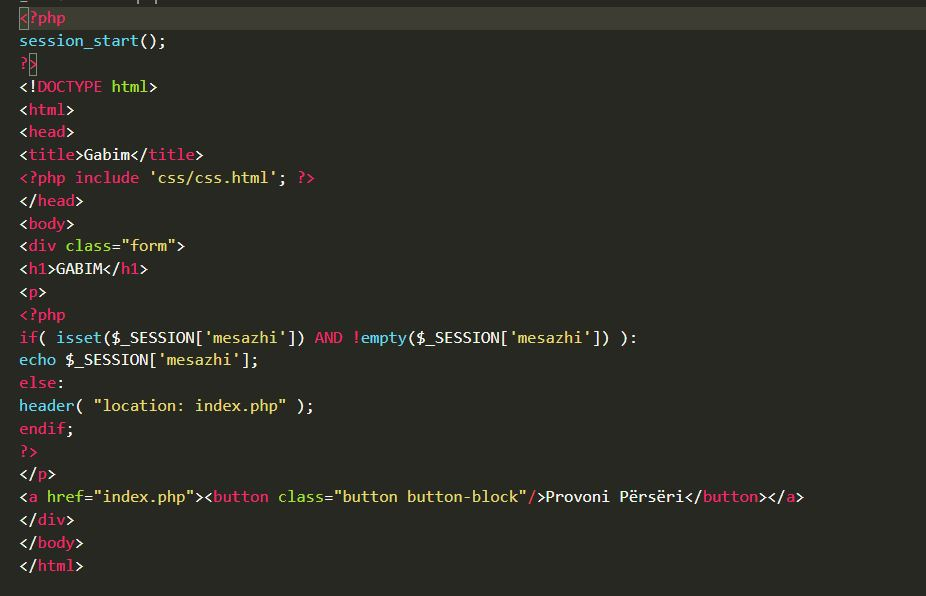 <?php
session_start();
?>
<!DOCTYPE html>
<html>
<head>
<title>Gabim</title>
<?php include 'css/css.html'; ?>
</head>
<body>
<div class="form">
<h1>GABIM</h1>
<p>
<?php
if( isset($_SESSION['mesazhi']) AND !empty($_SESSION['mesazhi']) ):
echo $_SESSION['mesazhi'];
else:
header( "location: index.php" );
endif;
?>
</p>
<a href="index.php"><button class="button button-block"/>Provoni Përsëri</button></a>
</div>
</body>
</html>